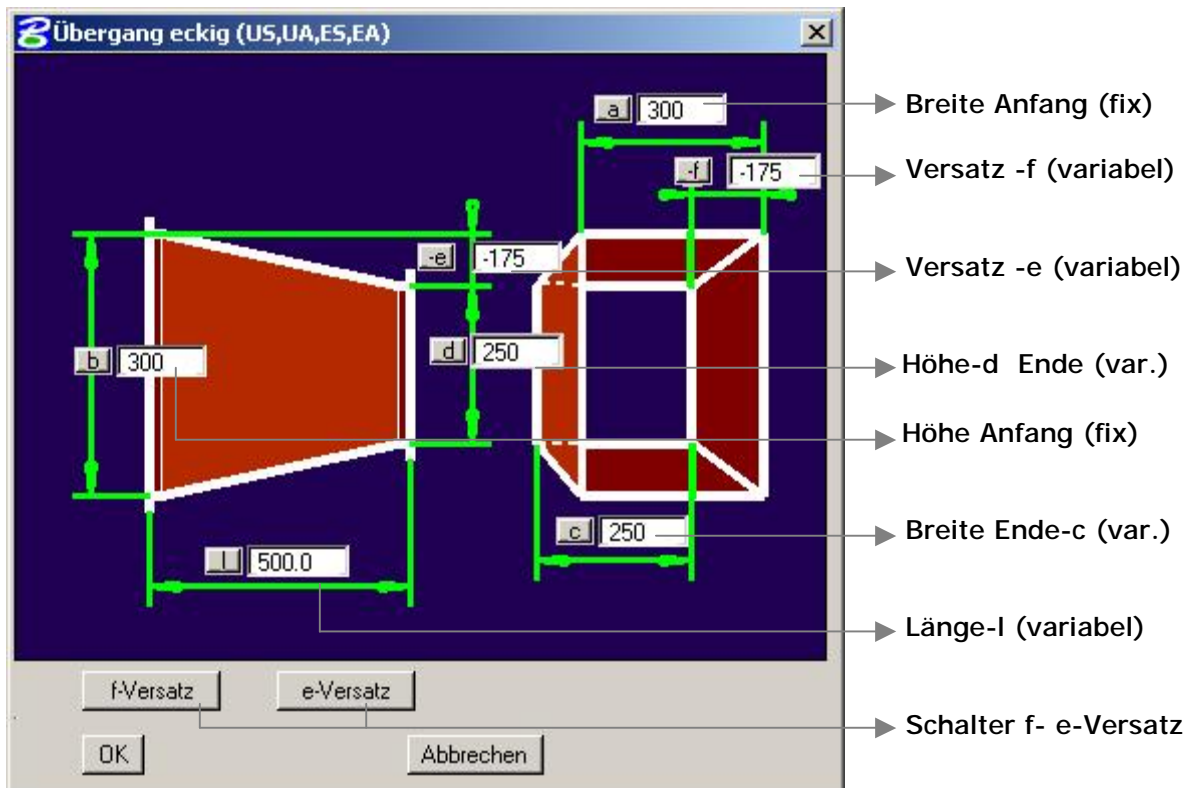 Übergang eckig (US,UA,ES,EA)
a 300
Breite Anfang (fix)
-f -175
Versatz -f (variabel)
-e -175
Versatz -e (variabel)
b 300
d 250
Höhe-d Ende (var.)
Höhe Anfang (fix)
c 250
Breite Ende-c (var.)
l 500.0
Länge-l (variabel)
f-Versatz e-Versatz
Schalter f- e-Versatz
OK Abbrechen